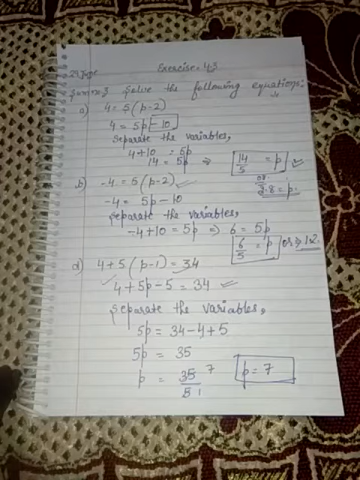 Exercise - 4.3
Solve the following equations:
a) 4 = 5(p-2)
4 = 5p - 10
Separate the variables,
4+10 = 5p
14 = 5p ⇒ 14/5 = p
or
2.8 = p
b) -4 = 5(p-2)
-4 = 5p - 10
Separate the variables,
-4+10 = 5p ⇒ 6 = 5p
6/5 = p / or 1.2
d) 4+5(p-1) = 34
4+5p-5 = 34
Separate the variables,
5p = 34-4+5
5p = 35
p = 35/5 7 1 p = 7